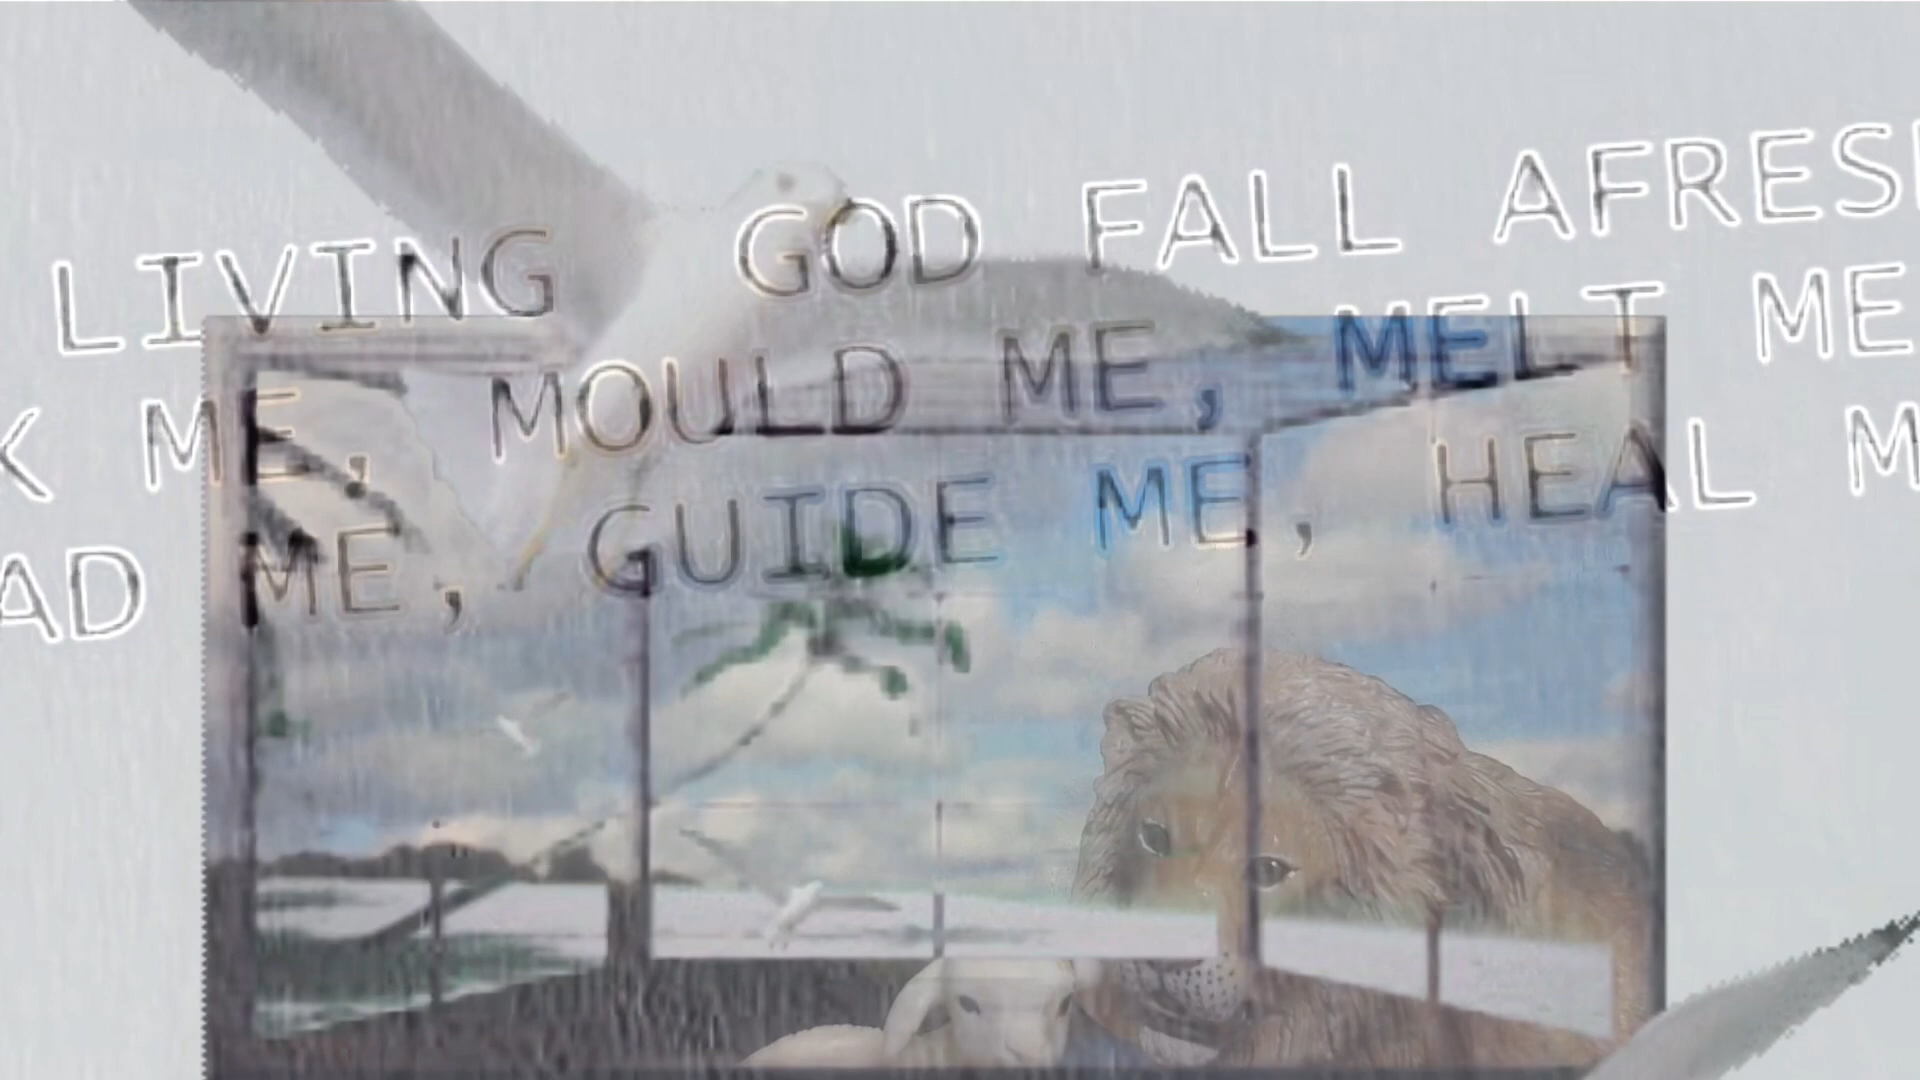 LIVING GOD FALL AFRES
K ME, MOULD ME, MELT ME
AD ME, GUIDE ME, HEAL M